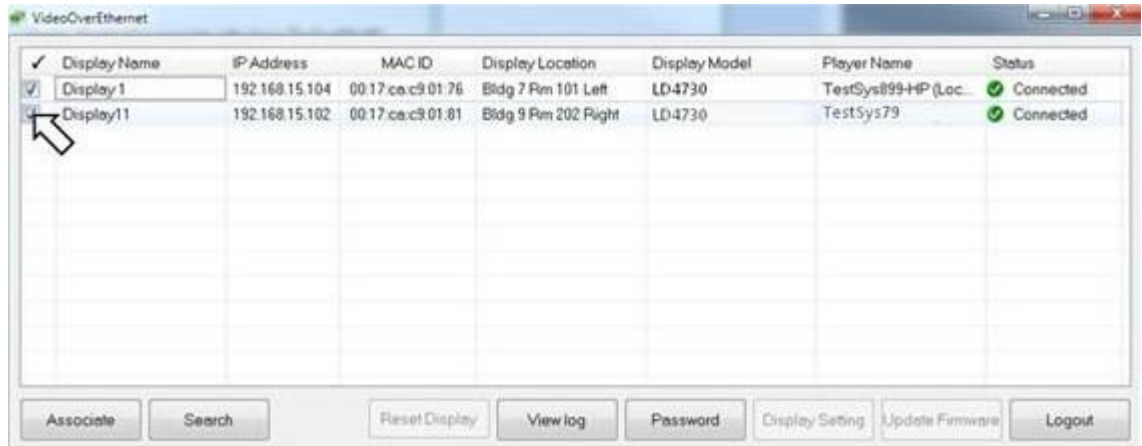 VideoOverEthernet
✓ Display Name IP Address MAC ID Display Location Display Model Player Name Status
Display 1 192.168.15.104 00:17:ca:c9:01:76 Bldg 7 Rm 101 Left LD4730 TestSys899-HP (Loc... Connected
Display11 192.168.15.102 00:17:ca:c9:01:81 Bldg 9 Rm 202 Right LD4730 TestSys79 Connected
Associate Search Reset Display View log Password Display Setting Update Firmware Logout